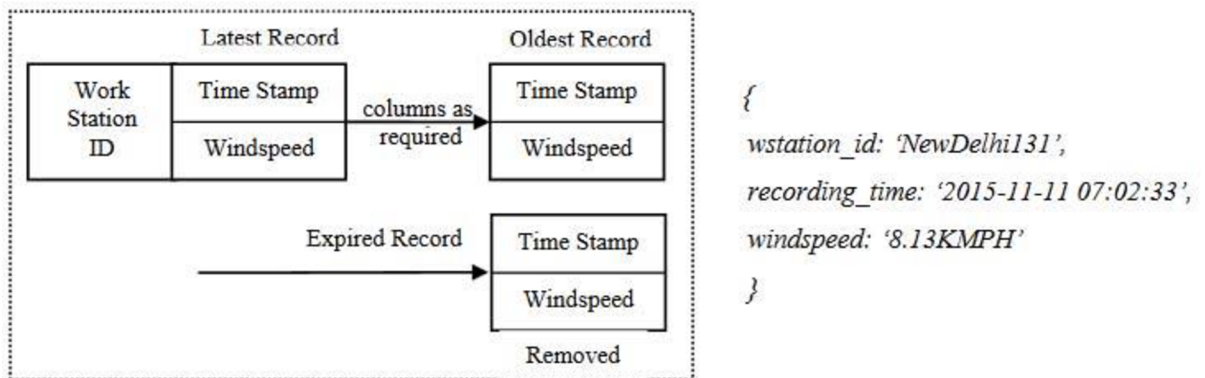 Latest Record
Oldest Record
Work
Station
ID
Time Stamp
Windspeed
columns as
required
Time Stamp
Windspeed
Expired Record
Time Stamp
Windspeed
Removed
{
wstation_id: ‘NewDelhi131’,
recording_time: ‘2015-11-11 07:02:33’,
windspeed: ‘8.13KMPH’
}